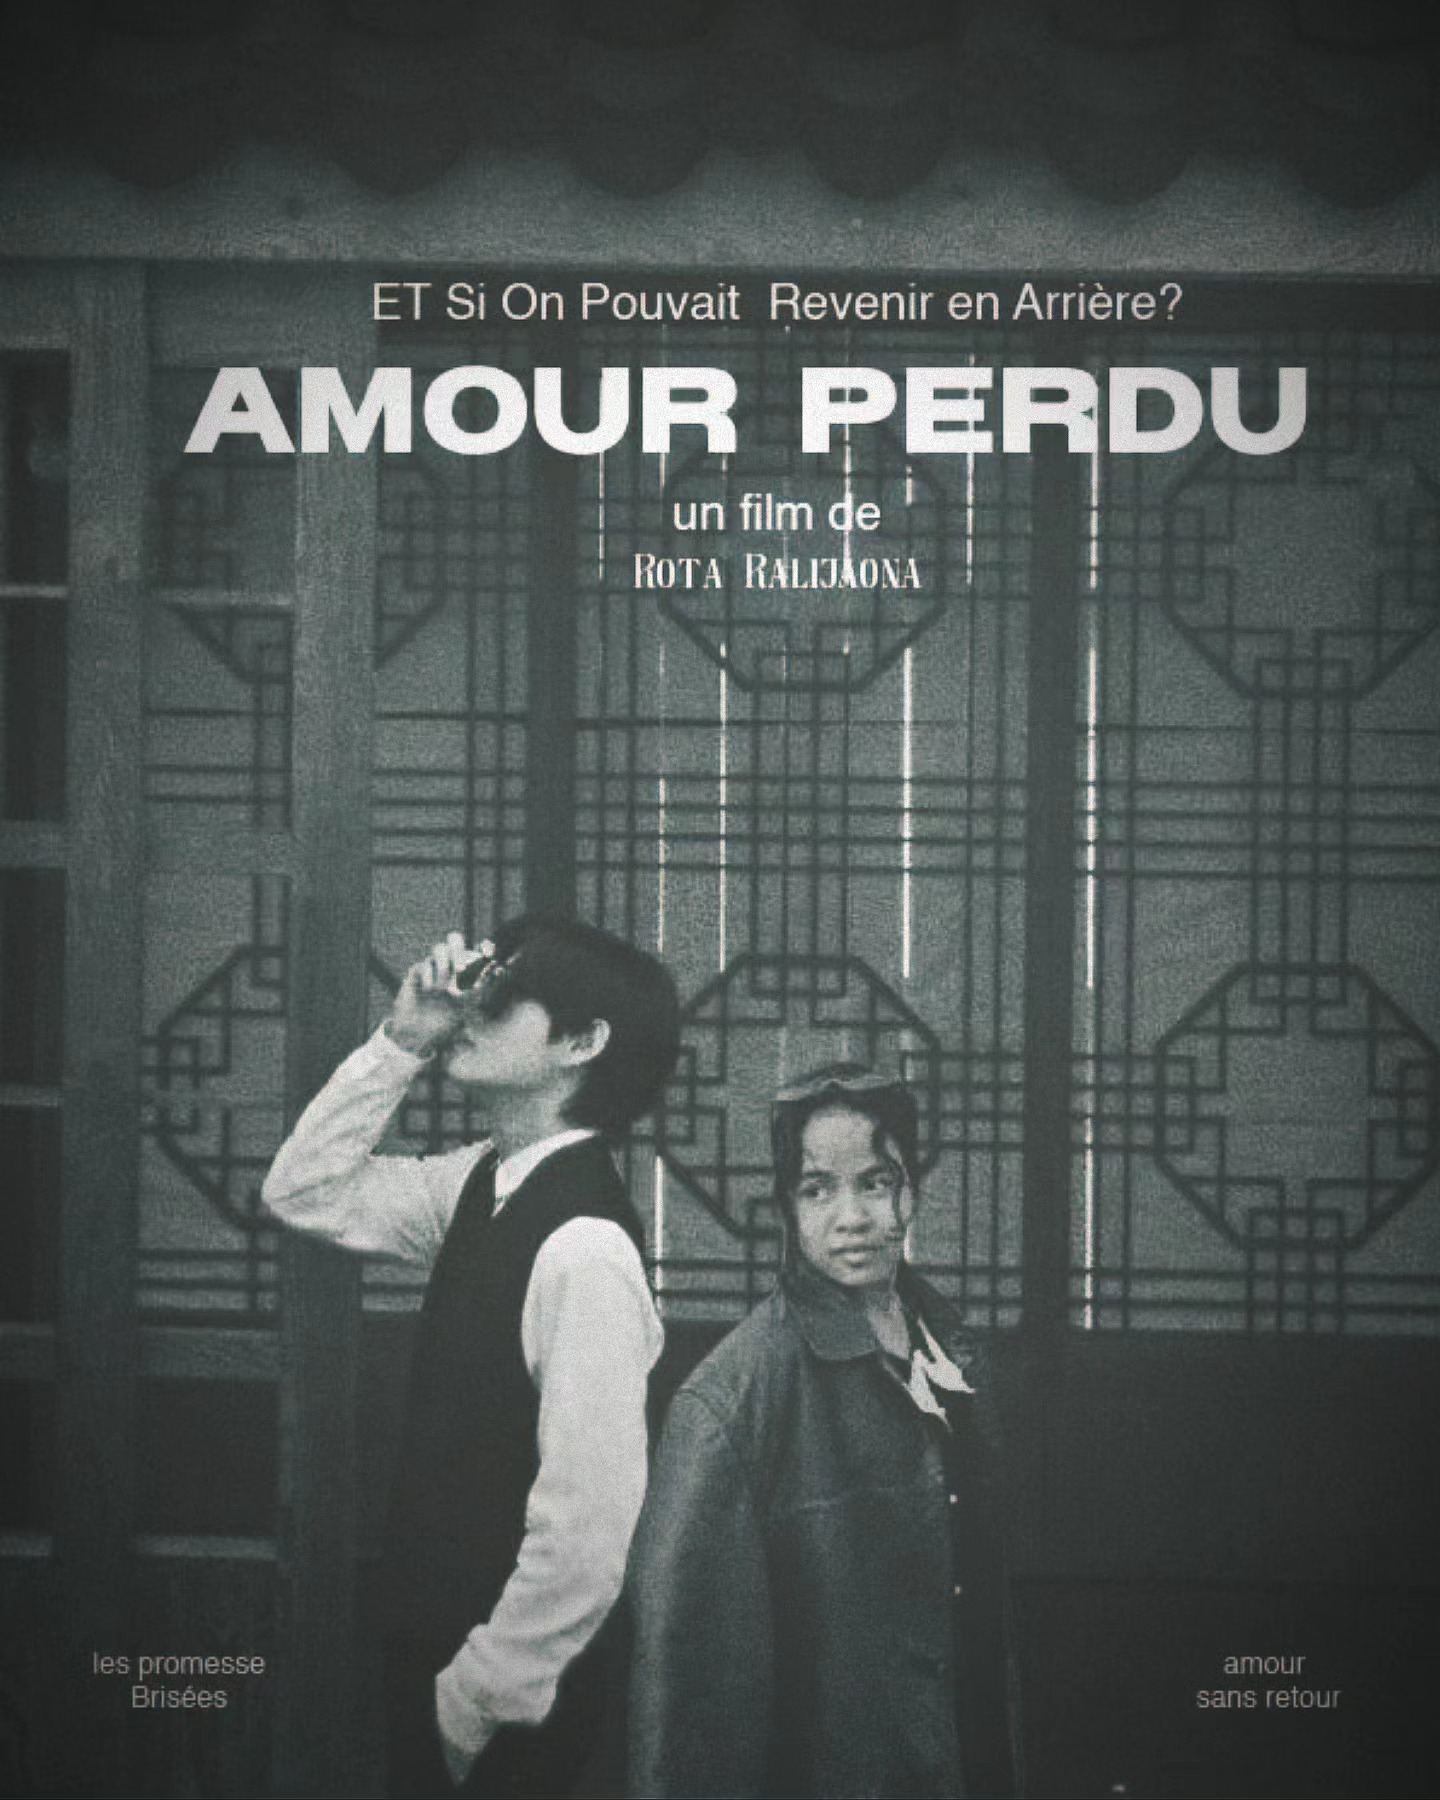 ET Si On Pouvait Revenir en Arrière?
AMOUR PERDU
un film de
ROTA RALIJAONA
les promesse
Brisées
amour
sans retour